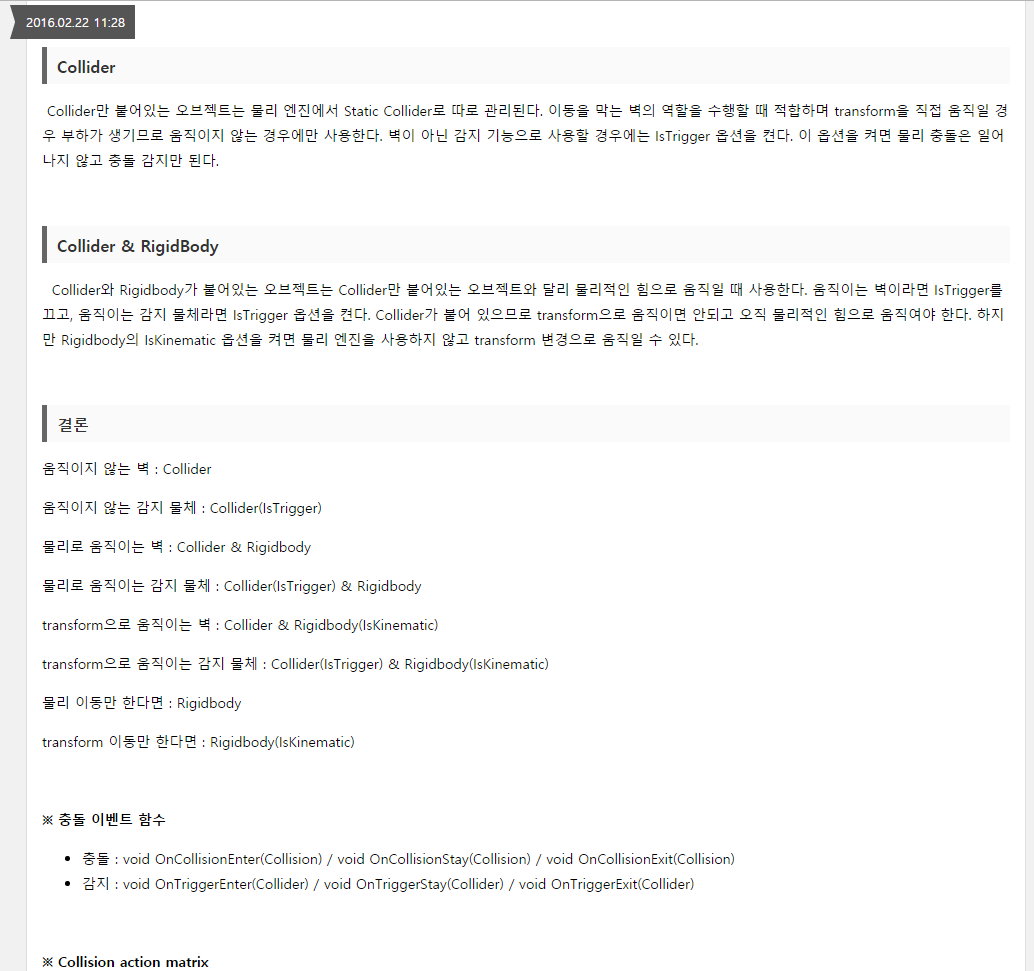 2016.02.22 11:28
Collider
Collider만 붙어있는 오브젝트는 물리 엔진에서 Static Collider로 따로 관리된다. 이동을 막는 벽의 역할을 수행할 때 적합하며 transform을 직접 움직일 경
우 부하가 생기므로 움직이지 않는 경우에만 사용한다. 벽이 아닌 감지 기능으로 사용할 경우에는 IsTrigger 옵션을 켠다. 이 옵션을 켜면 물리 충돌은 일어
나지 않고 충돌 감지만 된다.
Collider & RigidBody
Collider와 Rigidbody가 붙어있는 오브젝트는 Collider만 붙어있는 오브젝트와 달리 물리적인 힘으로 움직일 때 사용한다. 움직이는 벽이라면 IsTrigger를
끄고, 움직이는 감지 물체라면 IsTrigger 옵션을 켠다. Collider가 붙어 있으므로 transform으로 움직이면 안되고 오직 물리적인 힘으로 움직여야 한다. 하지
만 Rigidbody의 IsKinematic 옵션을 켜면 물리 엔진을 사용하지 않고 transform 변경으로 움직일 수 있다.
결론
움직이지 않는 벽 : Collider
움직이지 않는 감지 물체 : Collider(IsTrigger)
물리로 움직이는 벽 : Collider & Rigidbody
물리로 움직이는 감지 물체 : Collider(IsTrigger) & Rigidbody
transform으로 움직이는 벽 : Collider & Rigidbody(IsKinematic)
transform으로 움직이는 감지 물체 : Collider(IsTrigger) & Rigidbody(IsKinematic)
물리 이동만 한다면 : Rigidbody
transform 이동만 한다면 : Rigidbody(IsKinematic)
※ 충돌 이벤트 함수
• 충돌 : void OnCollisionEnter(Collision) / void OnCollisionStay(Collision) / void OnCollisionExit(Collision)
• 감지 : void OnTriggerEnter(Collider) / void OnTriggerStay(Collider) / void OnTriggerExit(Collider)
※ Collision action matrix